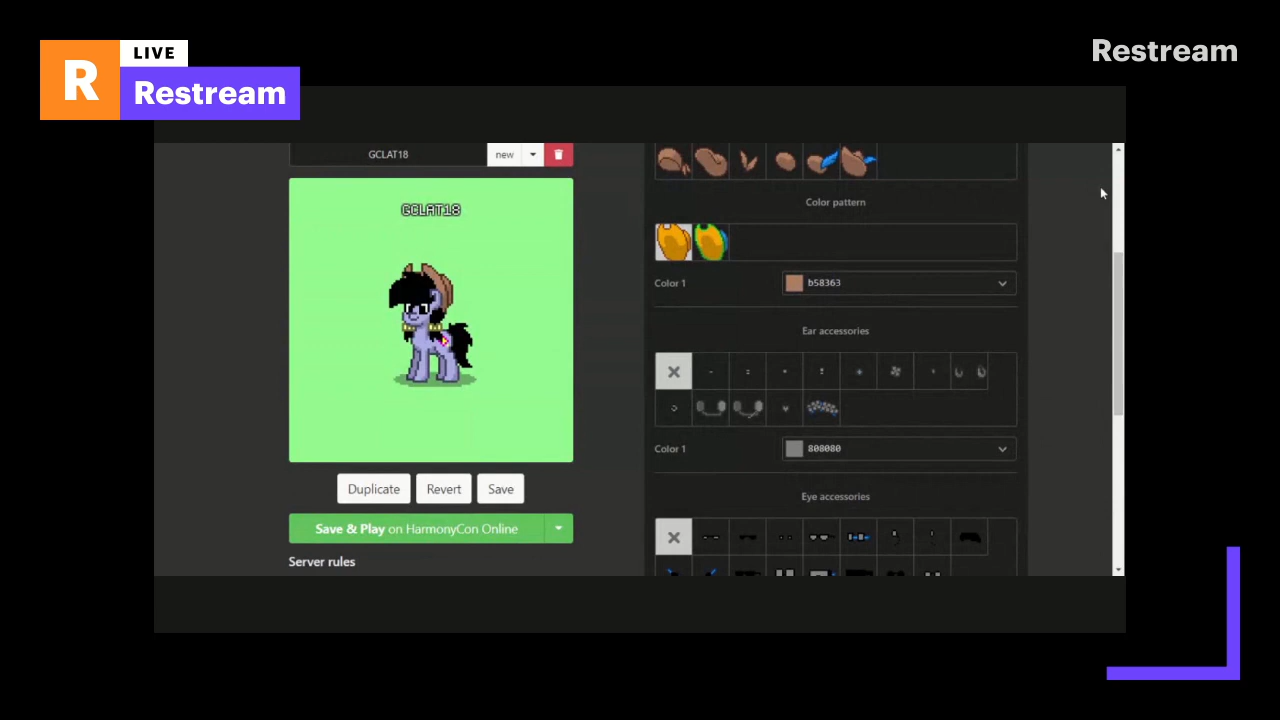 R
LIVE
Restream
Restream
GCLAT18
new
GCLAT18
Color pattern
Color 1
b58363
Ear accessories
Color 1
808080
Eye accessories
Duplicate
Revert
Save
Save & Play on HarmonyCon Online
Server rules